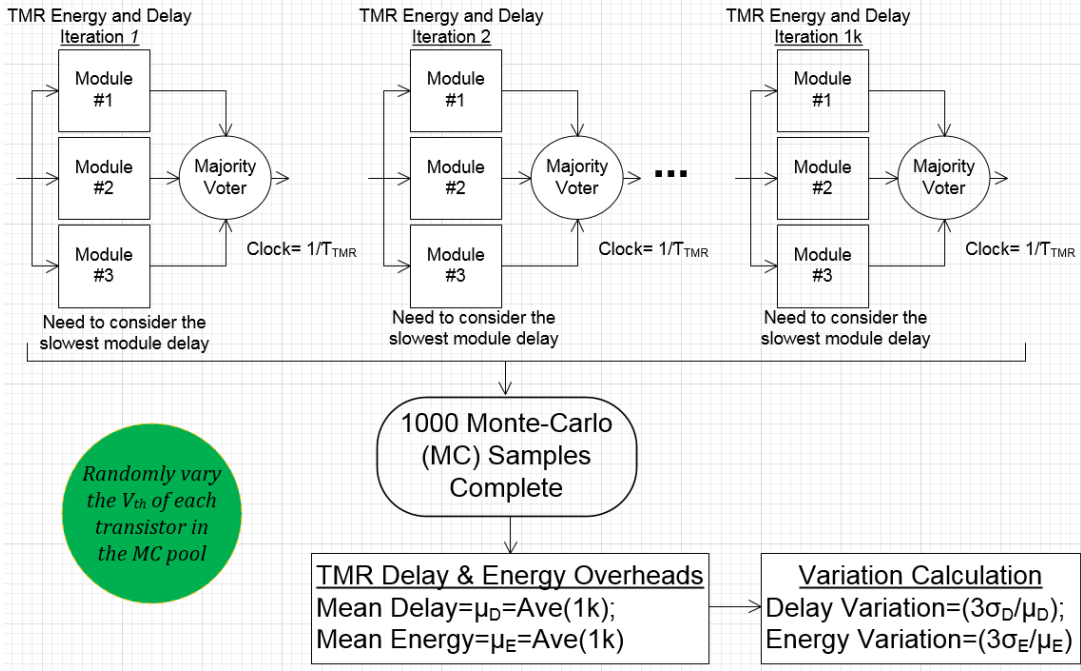 TMR Energy and Delay
Iteration 1
Module
#1
Module
#2
Module
#3
Majority
Voter
Clock= 1/TTMR
Need to consider the
slowest module delay
TMR Energy and Delay
Iteration 2
Module
#1
Module
#2
Module
#3
Majority
Voter
Clock= 1/TTMR
Need to consider the
slowest module delay
...
TMR Energy and Delay
Iteration 1k
Module
#1
Module
#2
Module
#3
Majority
Voter
Clock= 1/TTMR
Need to consider the
slowest module delay
1000 Monte-Carlo
(MC) Samples
Complete
Randomly vary
the Vth of each
transistor in
the MC pool
TMR Delay & Energy Overheads
Mean Delay=μD=Ave(1k);
Mean Energy=μE=Ave(1k)
Variation Calculation
Delay Variation=(3σD/μD);
Energy Variation=(3σE/μE)